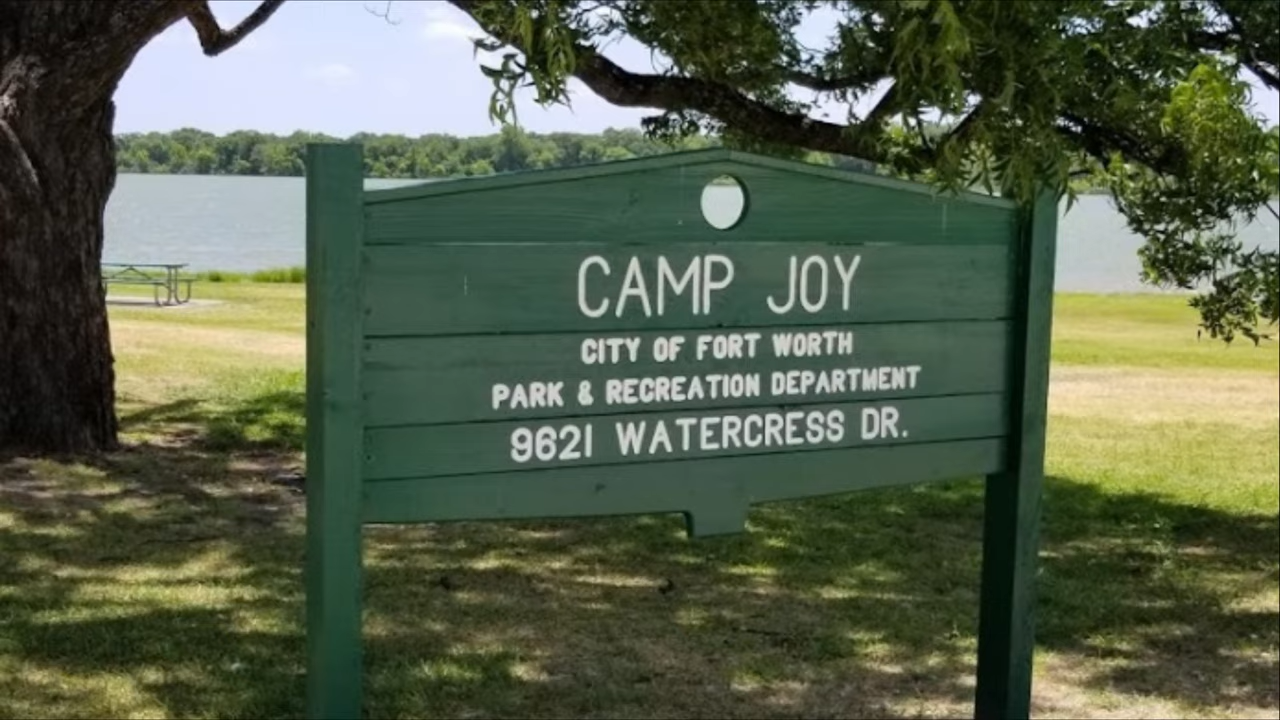 CAMP JOY
CITY OF FORT WORTH
PARK & RECREATION DEPARTMENT
9621 WATERCRESS DR.